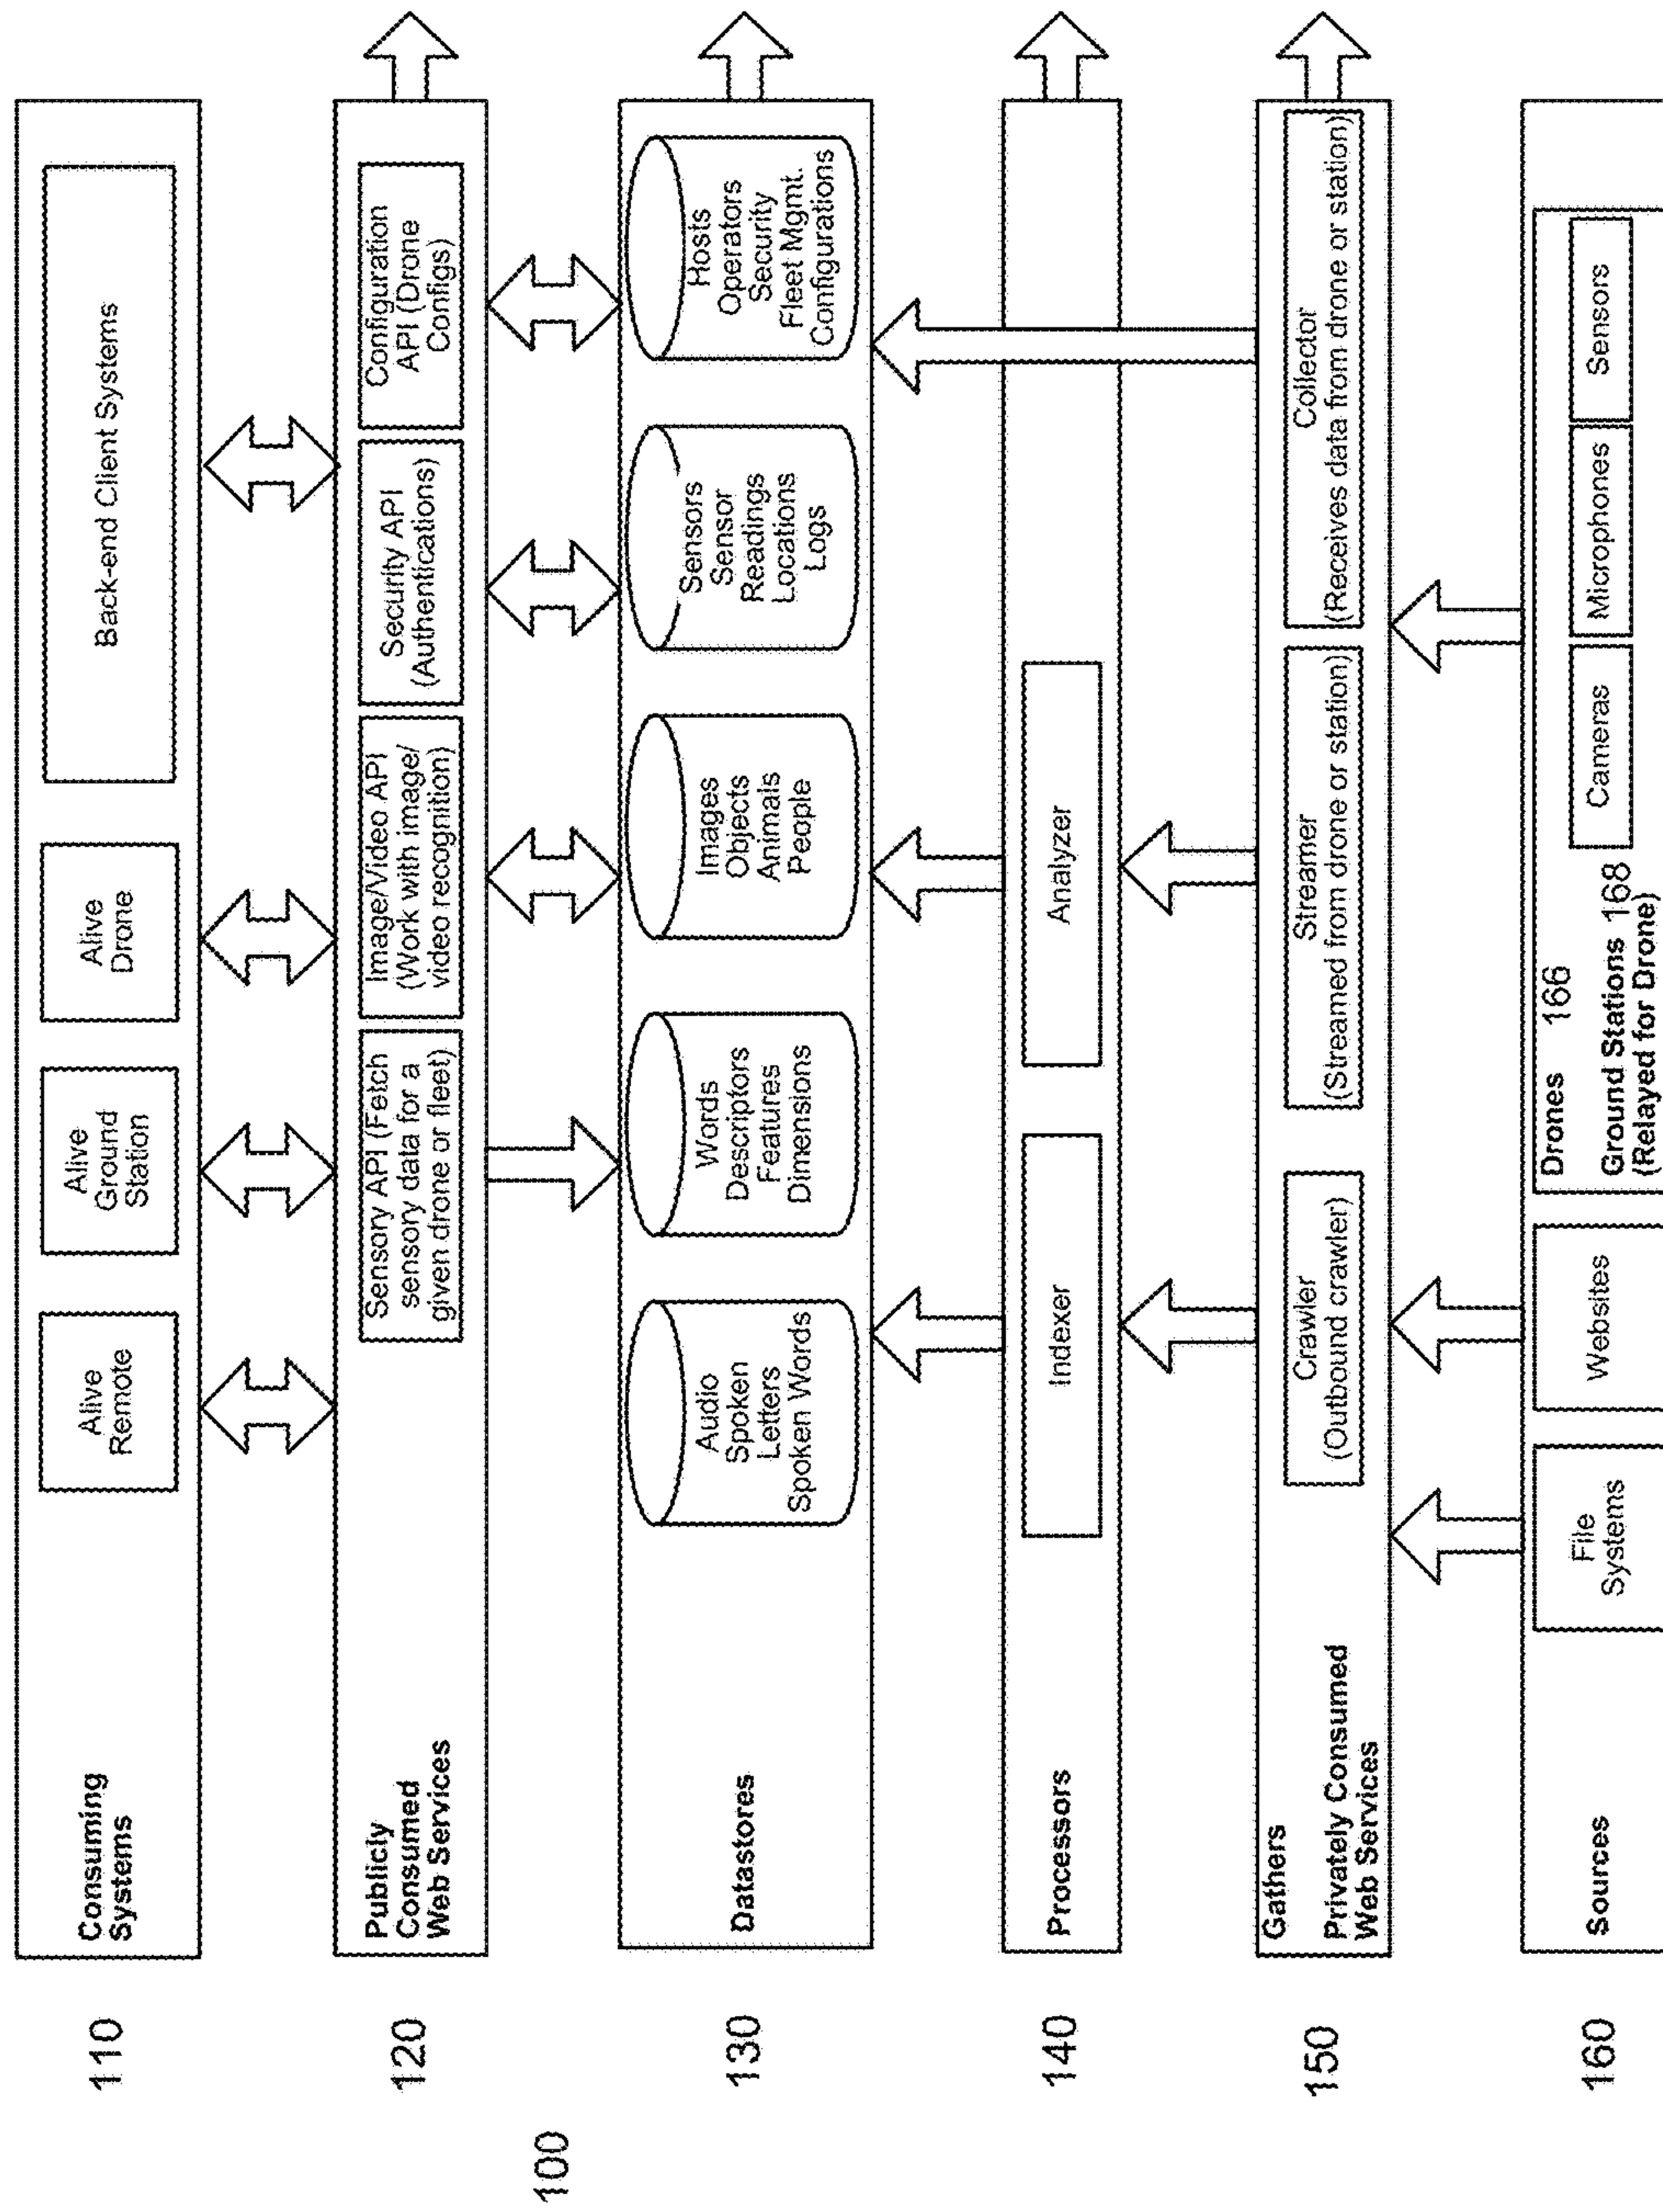 100
110
Consuming
Systems
Alive
Remote
Alive
Ground
Station
Alive
Drone
Back-end Client Systems
120
Publicly
Consumed
Web Services
Sensory API (Fetch
sensory data for a
given drone or fleet)
Image/Video API
(Work with image/
video recognition)
Security API
(Authentications)
Configuration
API (Drone
Configs)
130
Datastores
Audio
Spoken
Letters
Spoken Words
Words
Descriptors
Features
Dimensions
Images
Objects
Animals
People
Sensors
Sensor
Readings
Locations
Logs
Hosts
Operators
Security
Fleet Mgmt.
Configurations
140
Processors
Indexer
Analyzer
150
Gathers
Privately Consumed
Web Services
Crawler
(Outbound crawler)
Streamer
(Streamed from drone or station)
Collector
(Receives data from drone or station)
160
Sources
File
Systems
Websites
Drones 166
Ground Stations 168
(Relayed for Drone)
Cameras
Microphones
Sensors